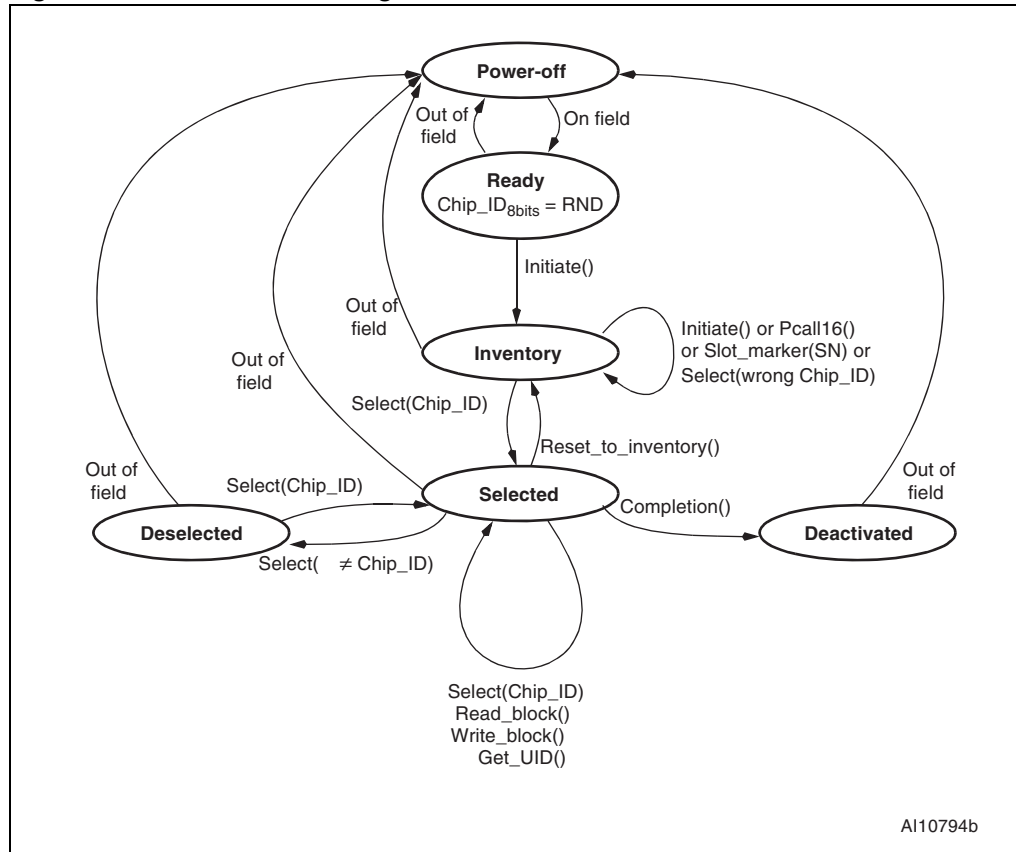 Power-off
Out of
field
On field
Ready
Chip_ID8bits = RND
Initiate()
Out of
field
Inventory
Initiate() or Pcall16()
or Slot_marker(SN) or
Select(wrong Chip_ID)
Out of
field
Select(Chip_ID)
Reset_to_inventory()
Out of
field
Select(Chip_ID)
Selected
Completion()
Out of
field
Deselected
Deactivated
Select( ≠ Chip_ID)
Select(Chip_ID)
Read_block()
Write_block()
Get_UID()
AI10794b